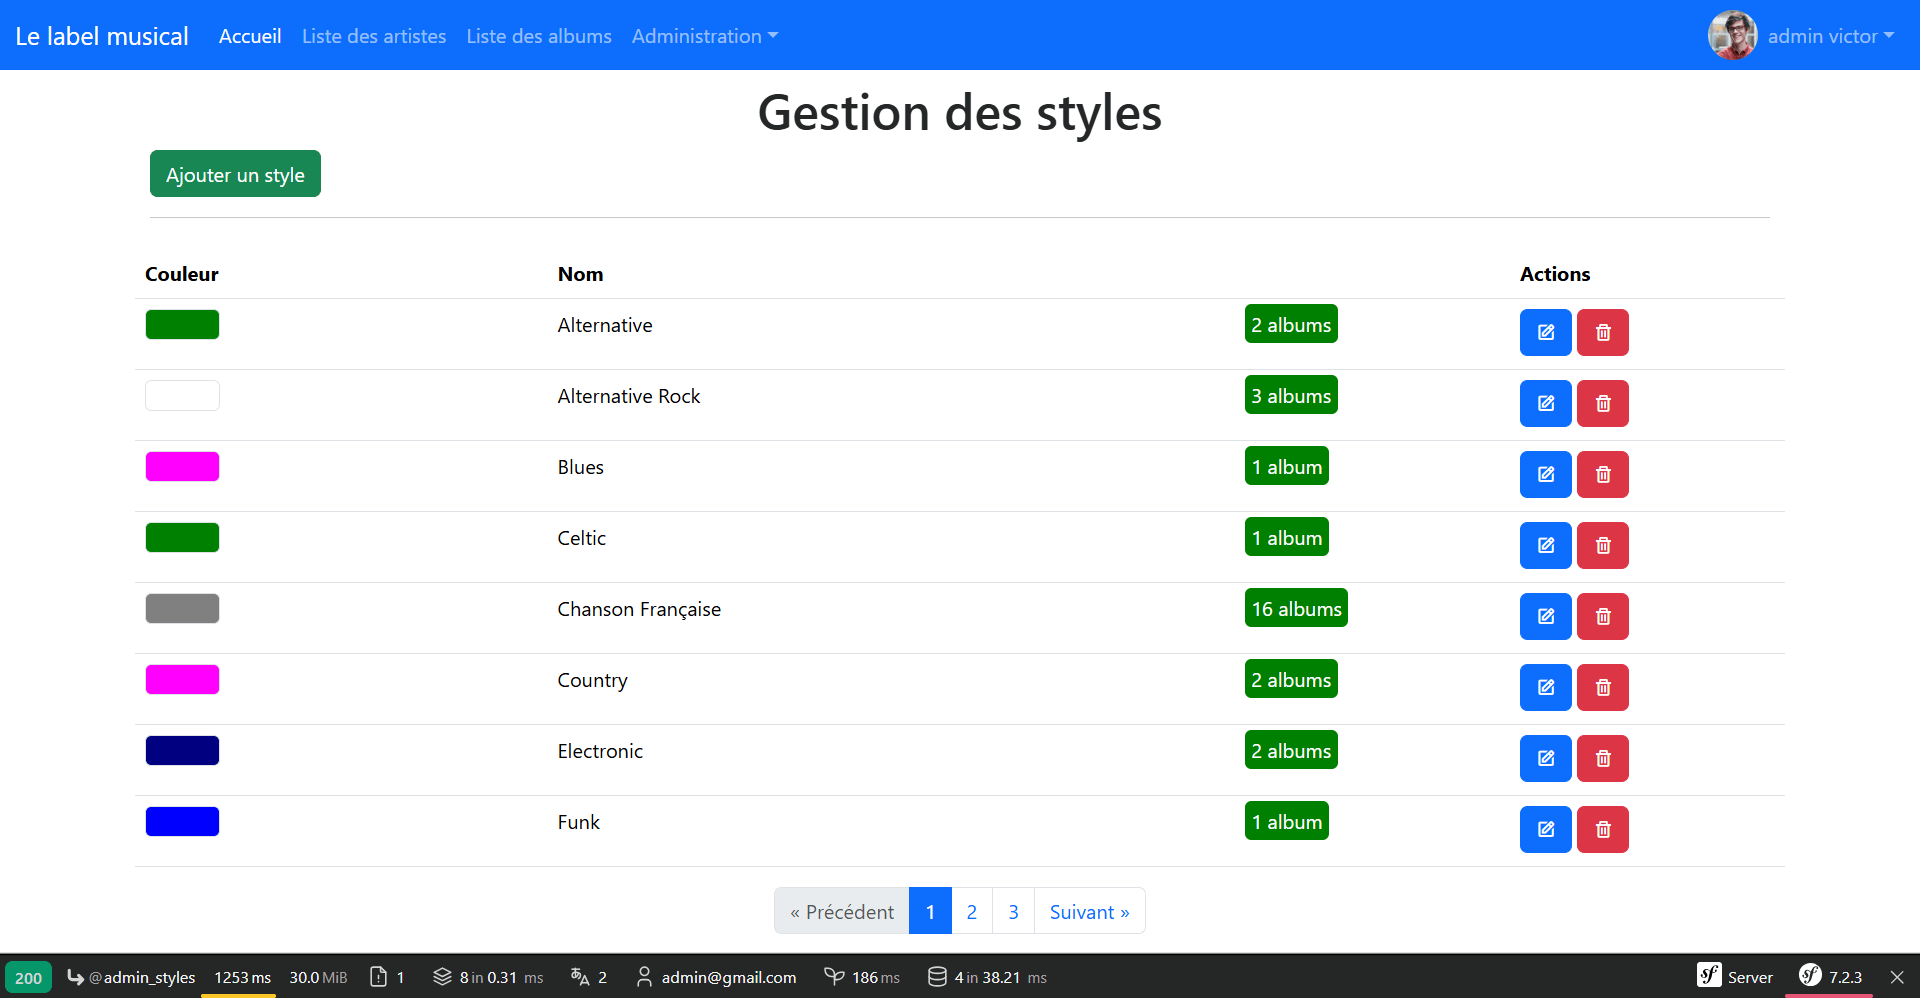 Le label musical Accueil Liste des artistes Liste des albums Administration admin victor
Gestion des styles
Ajouter un style
Couleur Nom Actions
Alternative 2 albums
Alternative Rock 3 albums
Blues 1 album
Celtic 1 album
Chanson Française 16 albums
Country 2 albums
Electronic 2 albums
Funk 1 album
« Précédent 1 2 3 Suivant »
200 @admin_styles 1253 ms 30.0 MiB 1 8 in 0.31 ms 2 admin@gmail.com 186 ms 4 in 38.21 ms sf Server sf 7.2.3